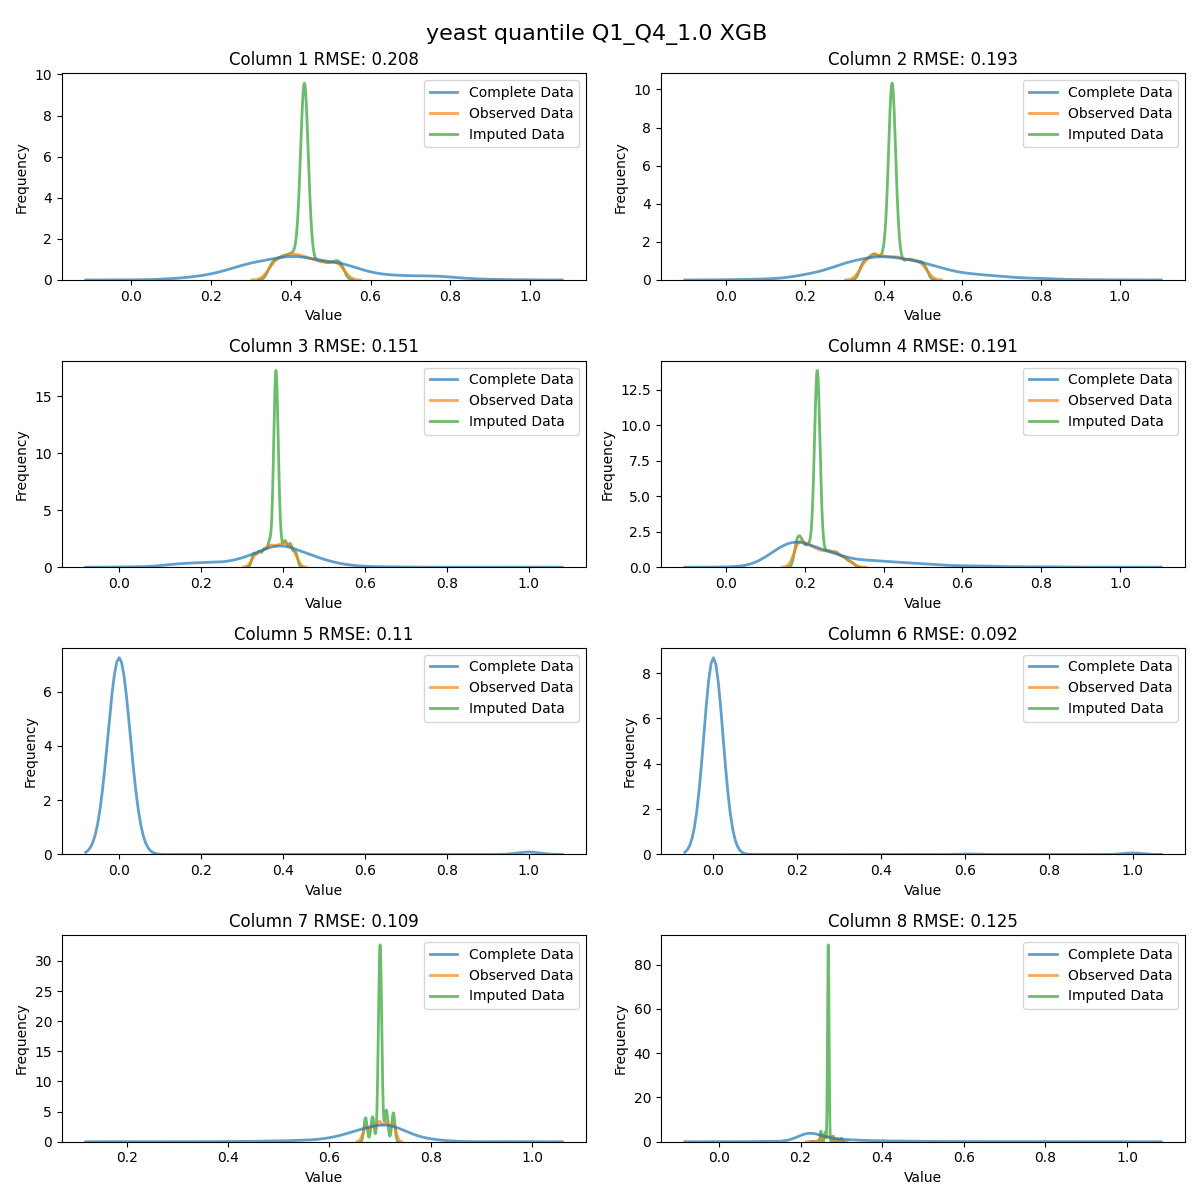 yeast quantile Q1_Q4_1.0 XGB
Column 1 RMSE: 0.208
Frequency
10
8
6
4
2
0
0.0 0.2 0.4 0.6 0.8 1.0
Value
Complete Data
Observed Data
Imputed Data
Column 2 RMSE: 0.193
Frequency
10
8
6
4
2
0
0.0 0.2 0.4 0.6 0.8 1.0
Value
Complete Data
Observed Data
Imputed Data
Column 3 RMSE: 0.151
Frequency
15
10
5
0
0.0 0.2 0.4 0.6 0.8 1.0
Value
Complete Data
Observed Data
Imputed Data
Column 4 RMSE: 0.191
Frequency
12.5
10.0
7.5
5.0
2.5
0.0
0.0 0.2 0.4 0.6 0.8 1.0
Value
Complete Data
Observed Data
Imputed Data
Column 5 RMSE: 0.11
Frequency
6
4
2
0
0.0 0.2 0.4 0.6 0.8 1.0
Value
Complete Data
Observed Data
Imputed Data
Column 6 RMSE: 0.092
Frequency
8
6
4
2
0
0.0 0.2 0.4 0.6 0.8 1.0
Value
Complete Data
Observed Data
Imputed Data
Column 7 RMSE: 0.109
Frequency
30
25
20
15
10
5
0
0.2 0.4 0.6 0.8 1.0
Value
Complete Data
Observed Data
Imputed Data
Column 8 RMSE: 0.125
Frequency
80
60
40
20
0
0.0 0.2 0.4 0.6 0.8 1.0
Value
Complete Data
Observed Data
Imputed Data